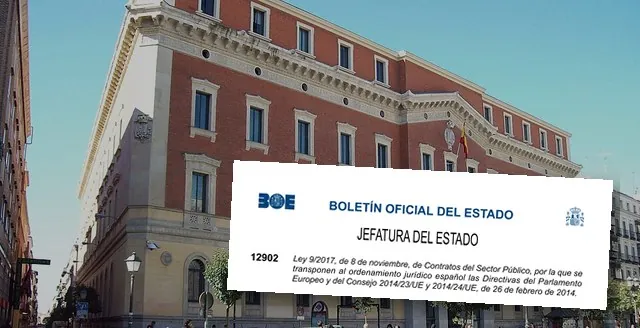 BOE
BOLETÍN OFICIAL DEL ESTADO
JEFATURA DEL ESTADO
12902 Ley 9/2017, de 8 de noviembre, de Contratos del Sector Público, por la que se
transponen al ordenamiento jurídico español las Directivas del Parlamento
Europeo y del Consejo 2014/23/UE y 2014/24/UE, de 26 de febrero de 2014.